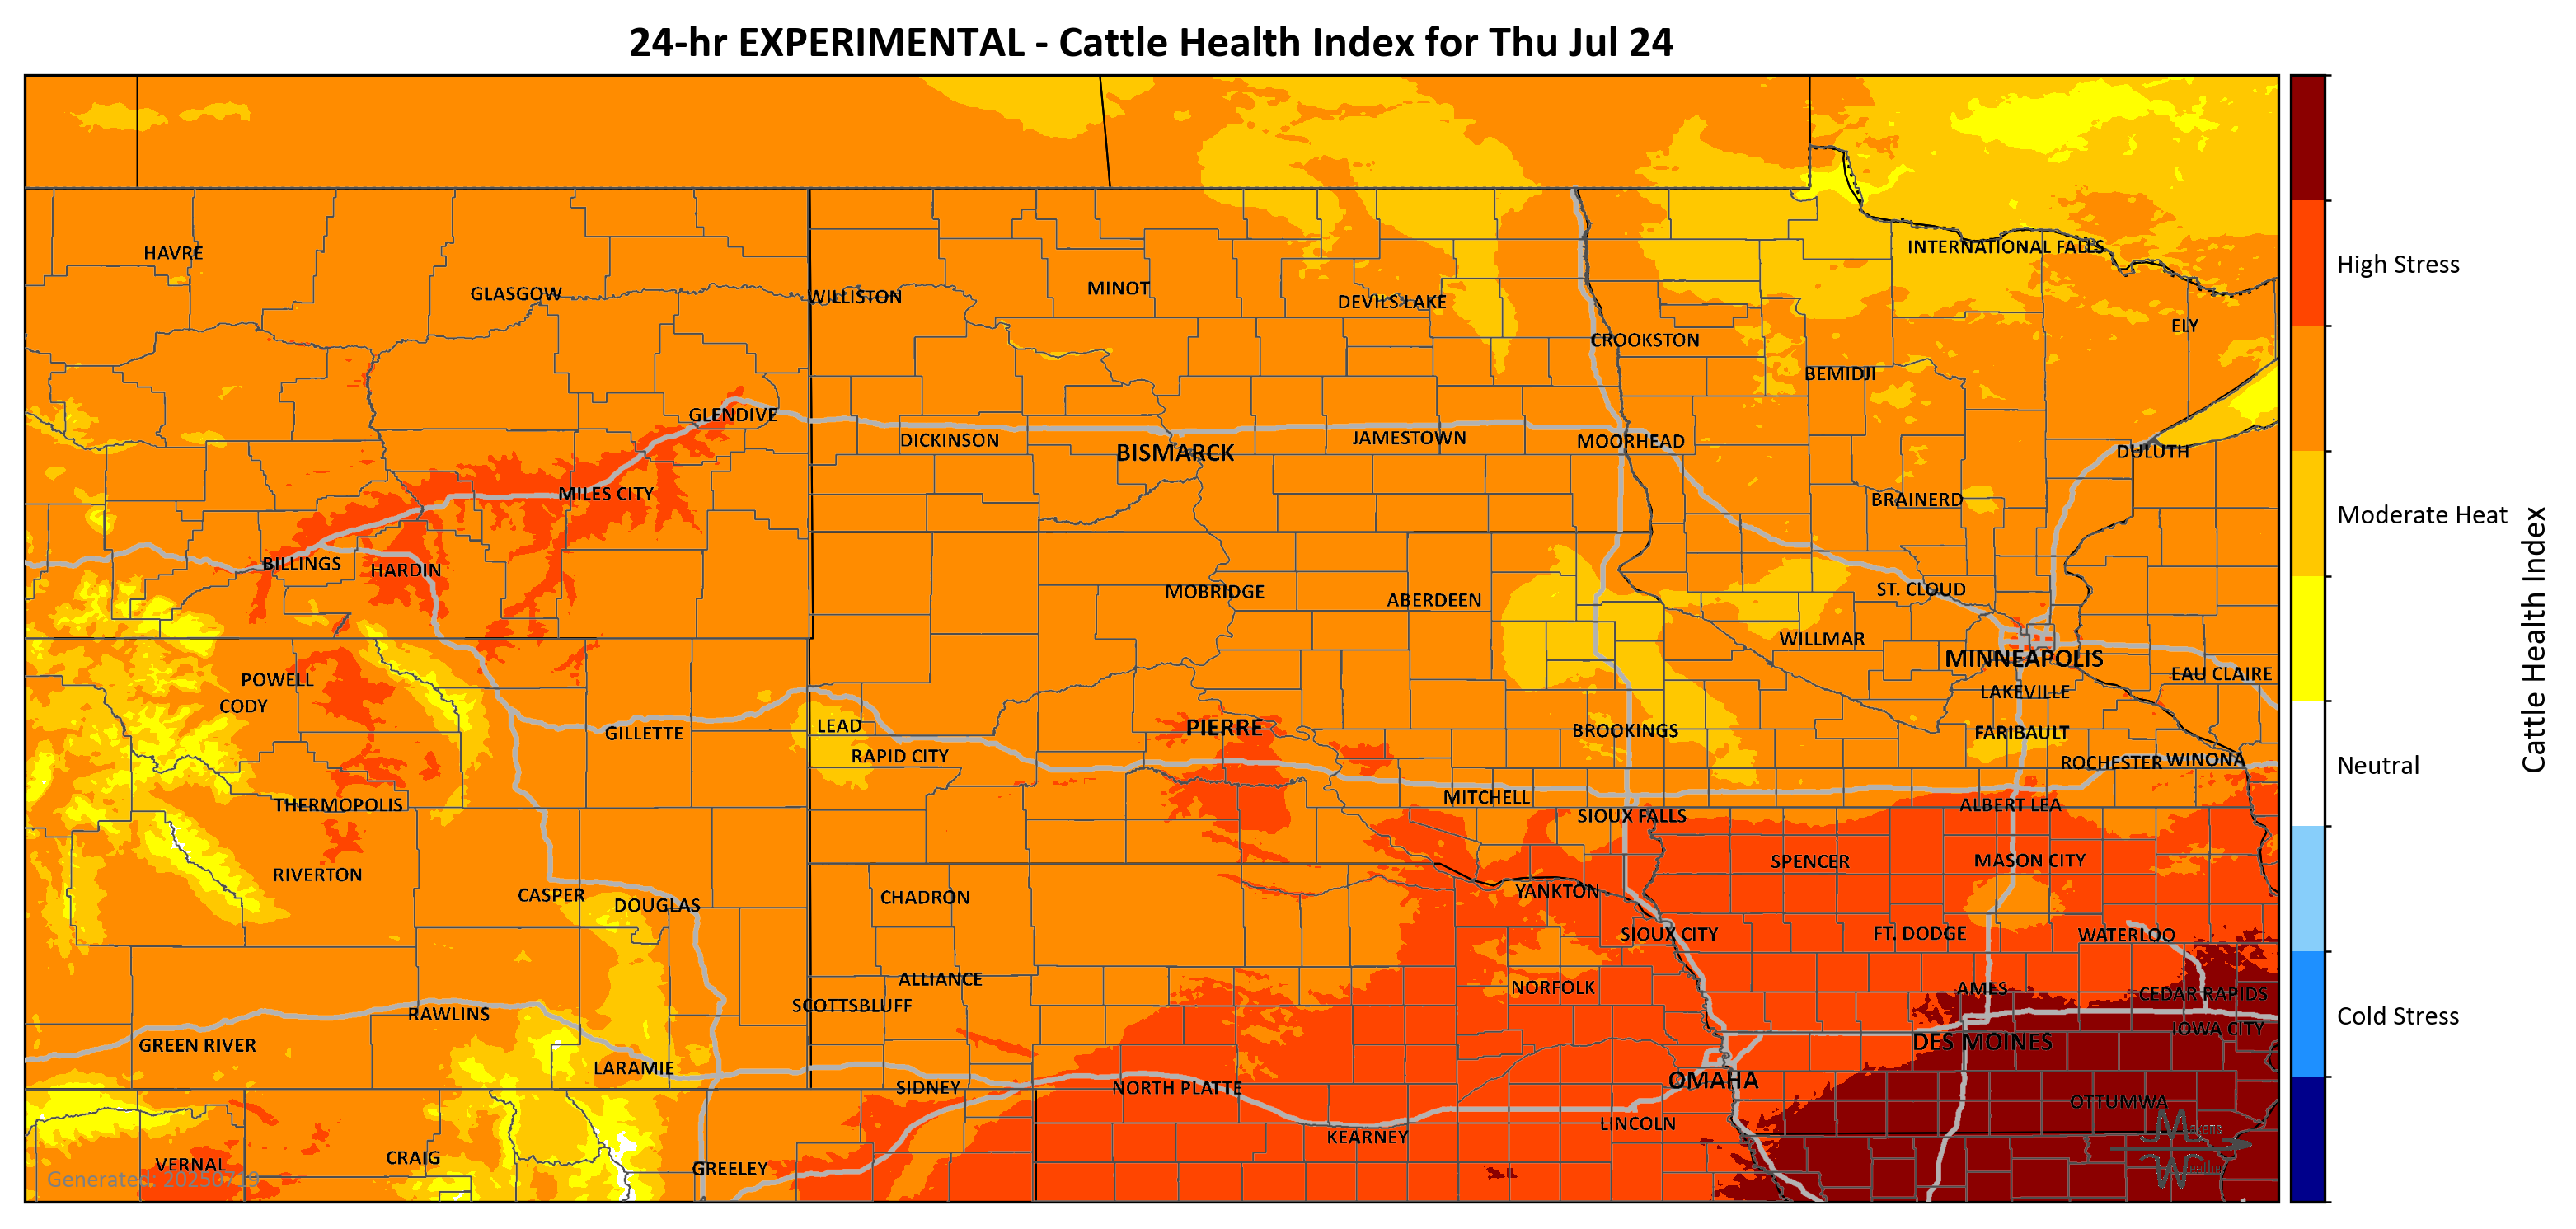 24-hr EXPERIMENTAL - Cattle Health Index for Thu Jul 24
HAVRE
INTERNATIONAL FALLS
High Stress
GLASGOW
WILLISTON
MINOT
DEVILS LAKE
ELY
CROOKSTON
BEMIDJI
GLENDIVE
DICKINSON
BISMARCK
JAMESTOWN
MOORHEAD
DULUTH
MILES CITY
BRAINERD
Moderate Heat
BILLINGS
HARDIN
MOBRIDGE
ABERDEEN
ST. CLOUD
Cattle Health Index
WILLMAR
MINNEAPOLIS
POWELL
EAU CLAIRE
LAKEVILLE
CODY
LEAD
GILLETTE
PIERRE
BROOKINGS
FARIBAULT
RAPID CITY
ROCHESTER
WINONA
Neutral
THERMOPOLIS
MITCHELL
ALBERT LEA
SIOUX FALLS
SPENCER
MASON CITY
RIVERTON
CASPER
DOUGLAS
CHADRON
YANKTON
SIOUX CITY
FT. DODGE
WATERLOO
ALLIANCE
NORFOLK
AMES
CEDAR RAPIDS
SCOTTSBLUFF
RAWLINS
Cold Stress
IOWA CITY
GREEN RIVER
DES MOINES
LARAMIE
OMAHA
SIDNEY
NORTH PLATTE
OTTUMWA
LINCOLN
KEARNEY
VERNAL
CRAIG
GREELEY
Generated: 20250719